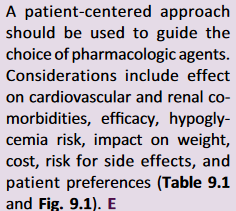 A patient-centered approach
should be used to guide the
choice of pharmacologic agents.
Considerations include effect
on cardiovascular and renal co-
morbidities, efficacy, hypogly-
cemia risk, impact on weight,
cost, risk for side effects, and
patient preferences (Table 9.1
and Fig. 9.1). E